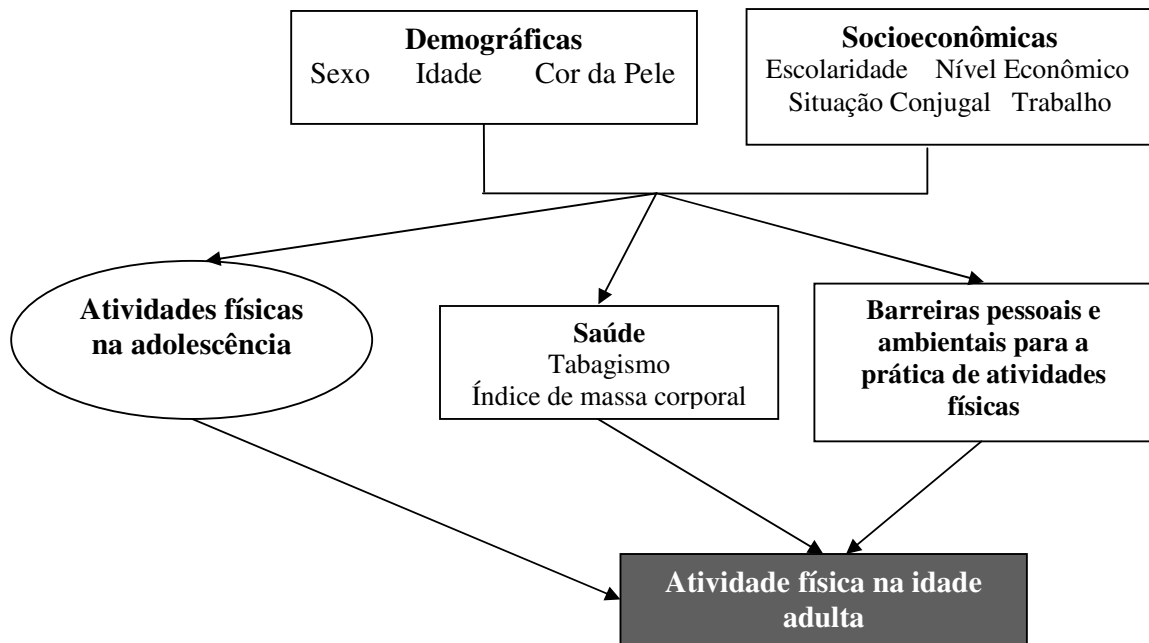 Demográficas
Sexo Idade Cor da Pele
Socioeconômicas
Escolaridade Nível Econômico
Situação Conjugal Trabalho
Atividades físicas
na adolescência
Saúde
Tabagismo
Índice de massa corporal
Barreiras pessoais e
ambientais para a
prática de atividades
físicas
Atividade física na idade
adulta